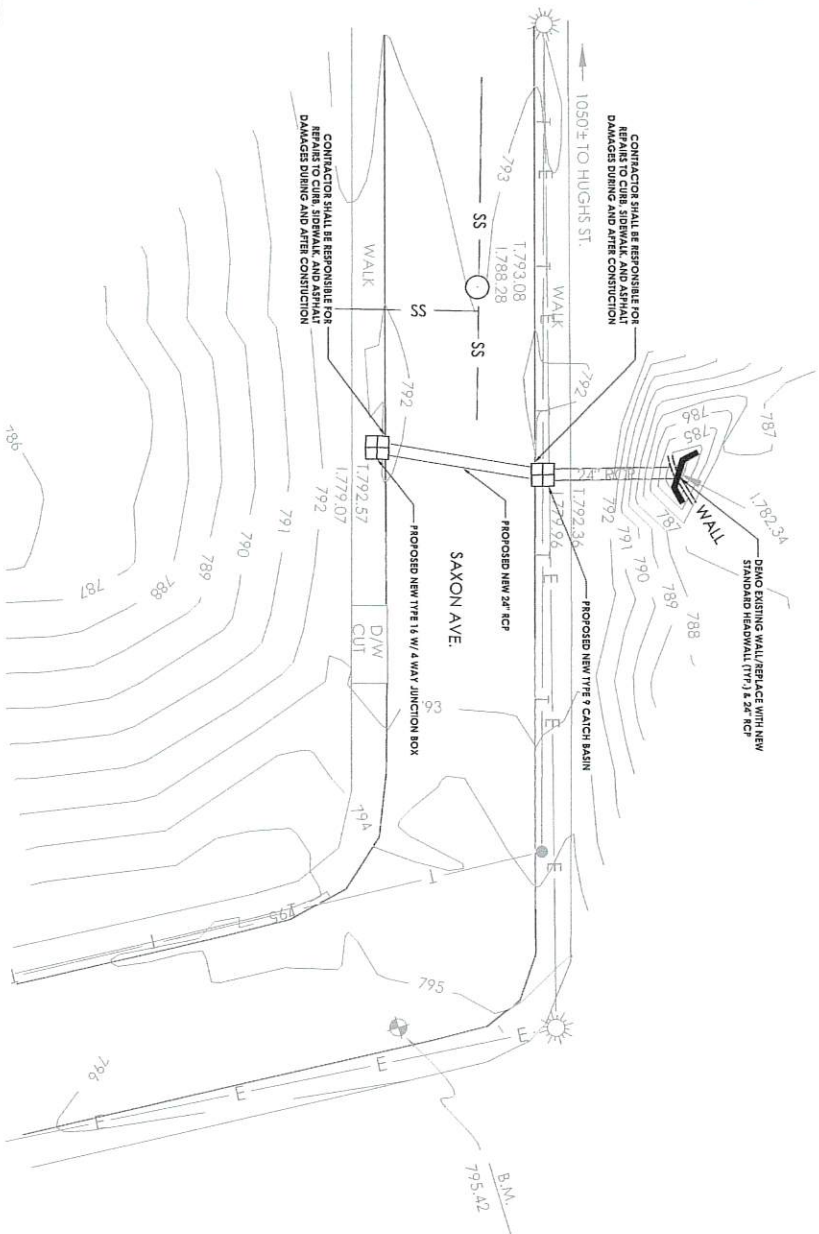 1050'± TO HUGHS ST.
CONTRACTOR SHALL BE RESPONSIBLE FOR
REPAIRS TO CURB, SIDEWALK, AND ASPHALT
DAMAGES DURING AND AFTER CONSTUCTION
DEMO EXISTING WALL/REPLACE WITH NEW
STANDARD HEADWALL (TYP.) & 24" RCP
I.782.34
WALL
787
785
786
787
788
789
790
791
792
T
E
T
E
T
E
WALK
792
24" RCP
T.792.36
I.779.96
PROPOSED NEW TYPE 9 CATCH BASIN
E
T
E
T
E
E
793
SS
T.793.08
I.788.28
SS
SS
PROPOSED NEW 24" RCP
SAXON AVE.
CONTRACTOR SHALL BE RESPONSIBLE FOR
REPAIRS TO CURB, SIDEWALK, AND ASPHALT
DAMAGES DURING AND AFTER CONSTUCTION
WALK
792
T.792.57
I.779.07
PROPOSED NEW TYPE 16 W/ 4 WAY JUNCTION BOX
D/W
CUT
792
791
790
789
788
787
786
794
T
T
T
795
795
E
E
E
E
796
B.M.
795.42